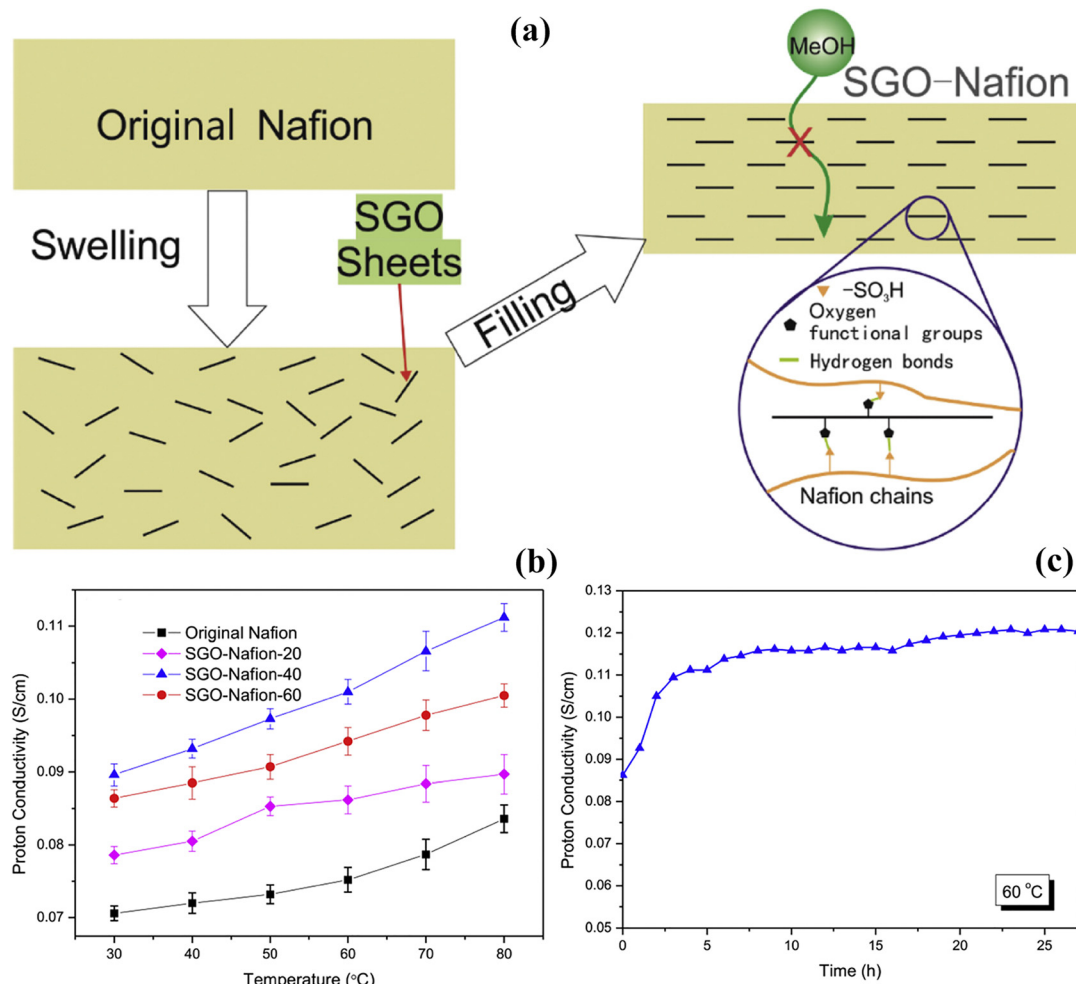 (a)
Original Nafion
Swelling
SGO
Sheets
Filling
MeOH
SGO-Nafion
-SO₃H
Oxygen
functional groups
Hydrogen bonds
Nafion chains
(b)
Proton Conductivity (S/cm)
0.11
0.10
0.09
0.08
0.07
Original Nafion
SGO-Nafion-20
SGO-Nafion-40
SGO-Nafion-60
30 40 50 60 70 80
Temperature (°C)
(c)
Proton Conductivity (S/cm)
0.13
0.12
0.11
0.10
0.09
0.08
0.07
0.06
0.05
60 °C
0 5 10 15 20 25
Time (h)